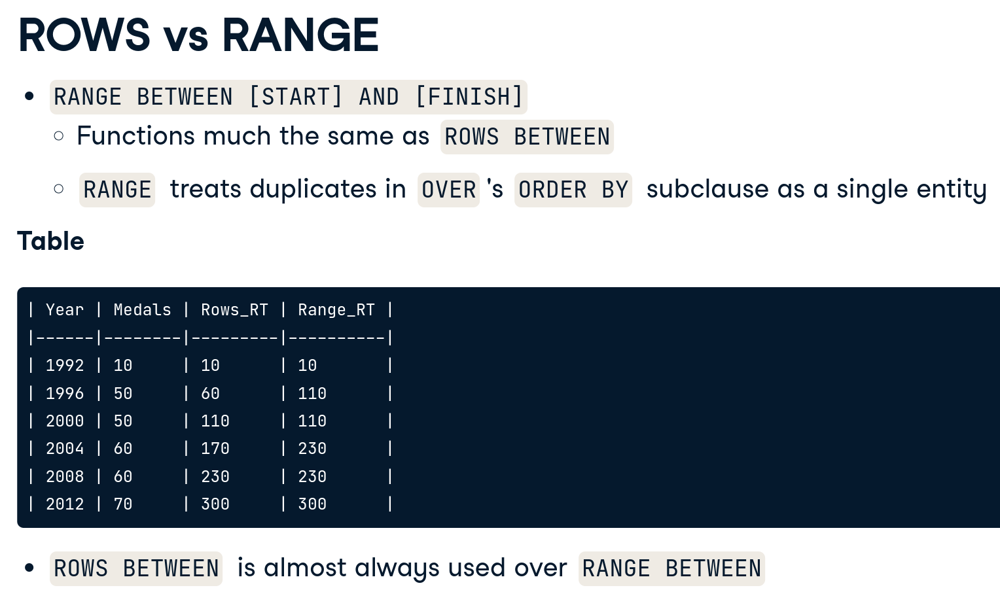 ROWS vs RANGE
• RANGE BETWEEN [START] AND [FINISH]
○ Functions much the same as ROWS BETWEEN
○ RANGE treats duplicates in OVER 's ORDER BY subclause as a single entity
Table
| Year | Medals | Rows_RT | Range_RT |
|------|--------|---------|----------|
| 1992 | 10     | 10      | 10       |
| 1996 | 50     | 60      | 110      |
| 2000 | 50     | 110     | 110      |
| 2004 | 60     | 170     | 230      |
| 2008 | 60     | 230     | 230      |
| 2012 | 70     | 300     | 300      |
• ROWS BETWEEN is almost always used over RANGE BETWEEN